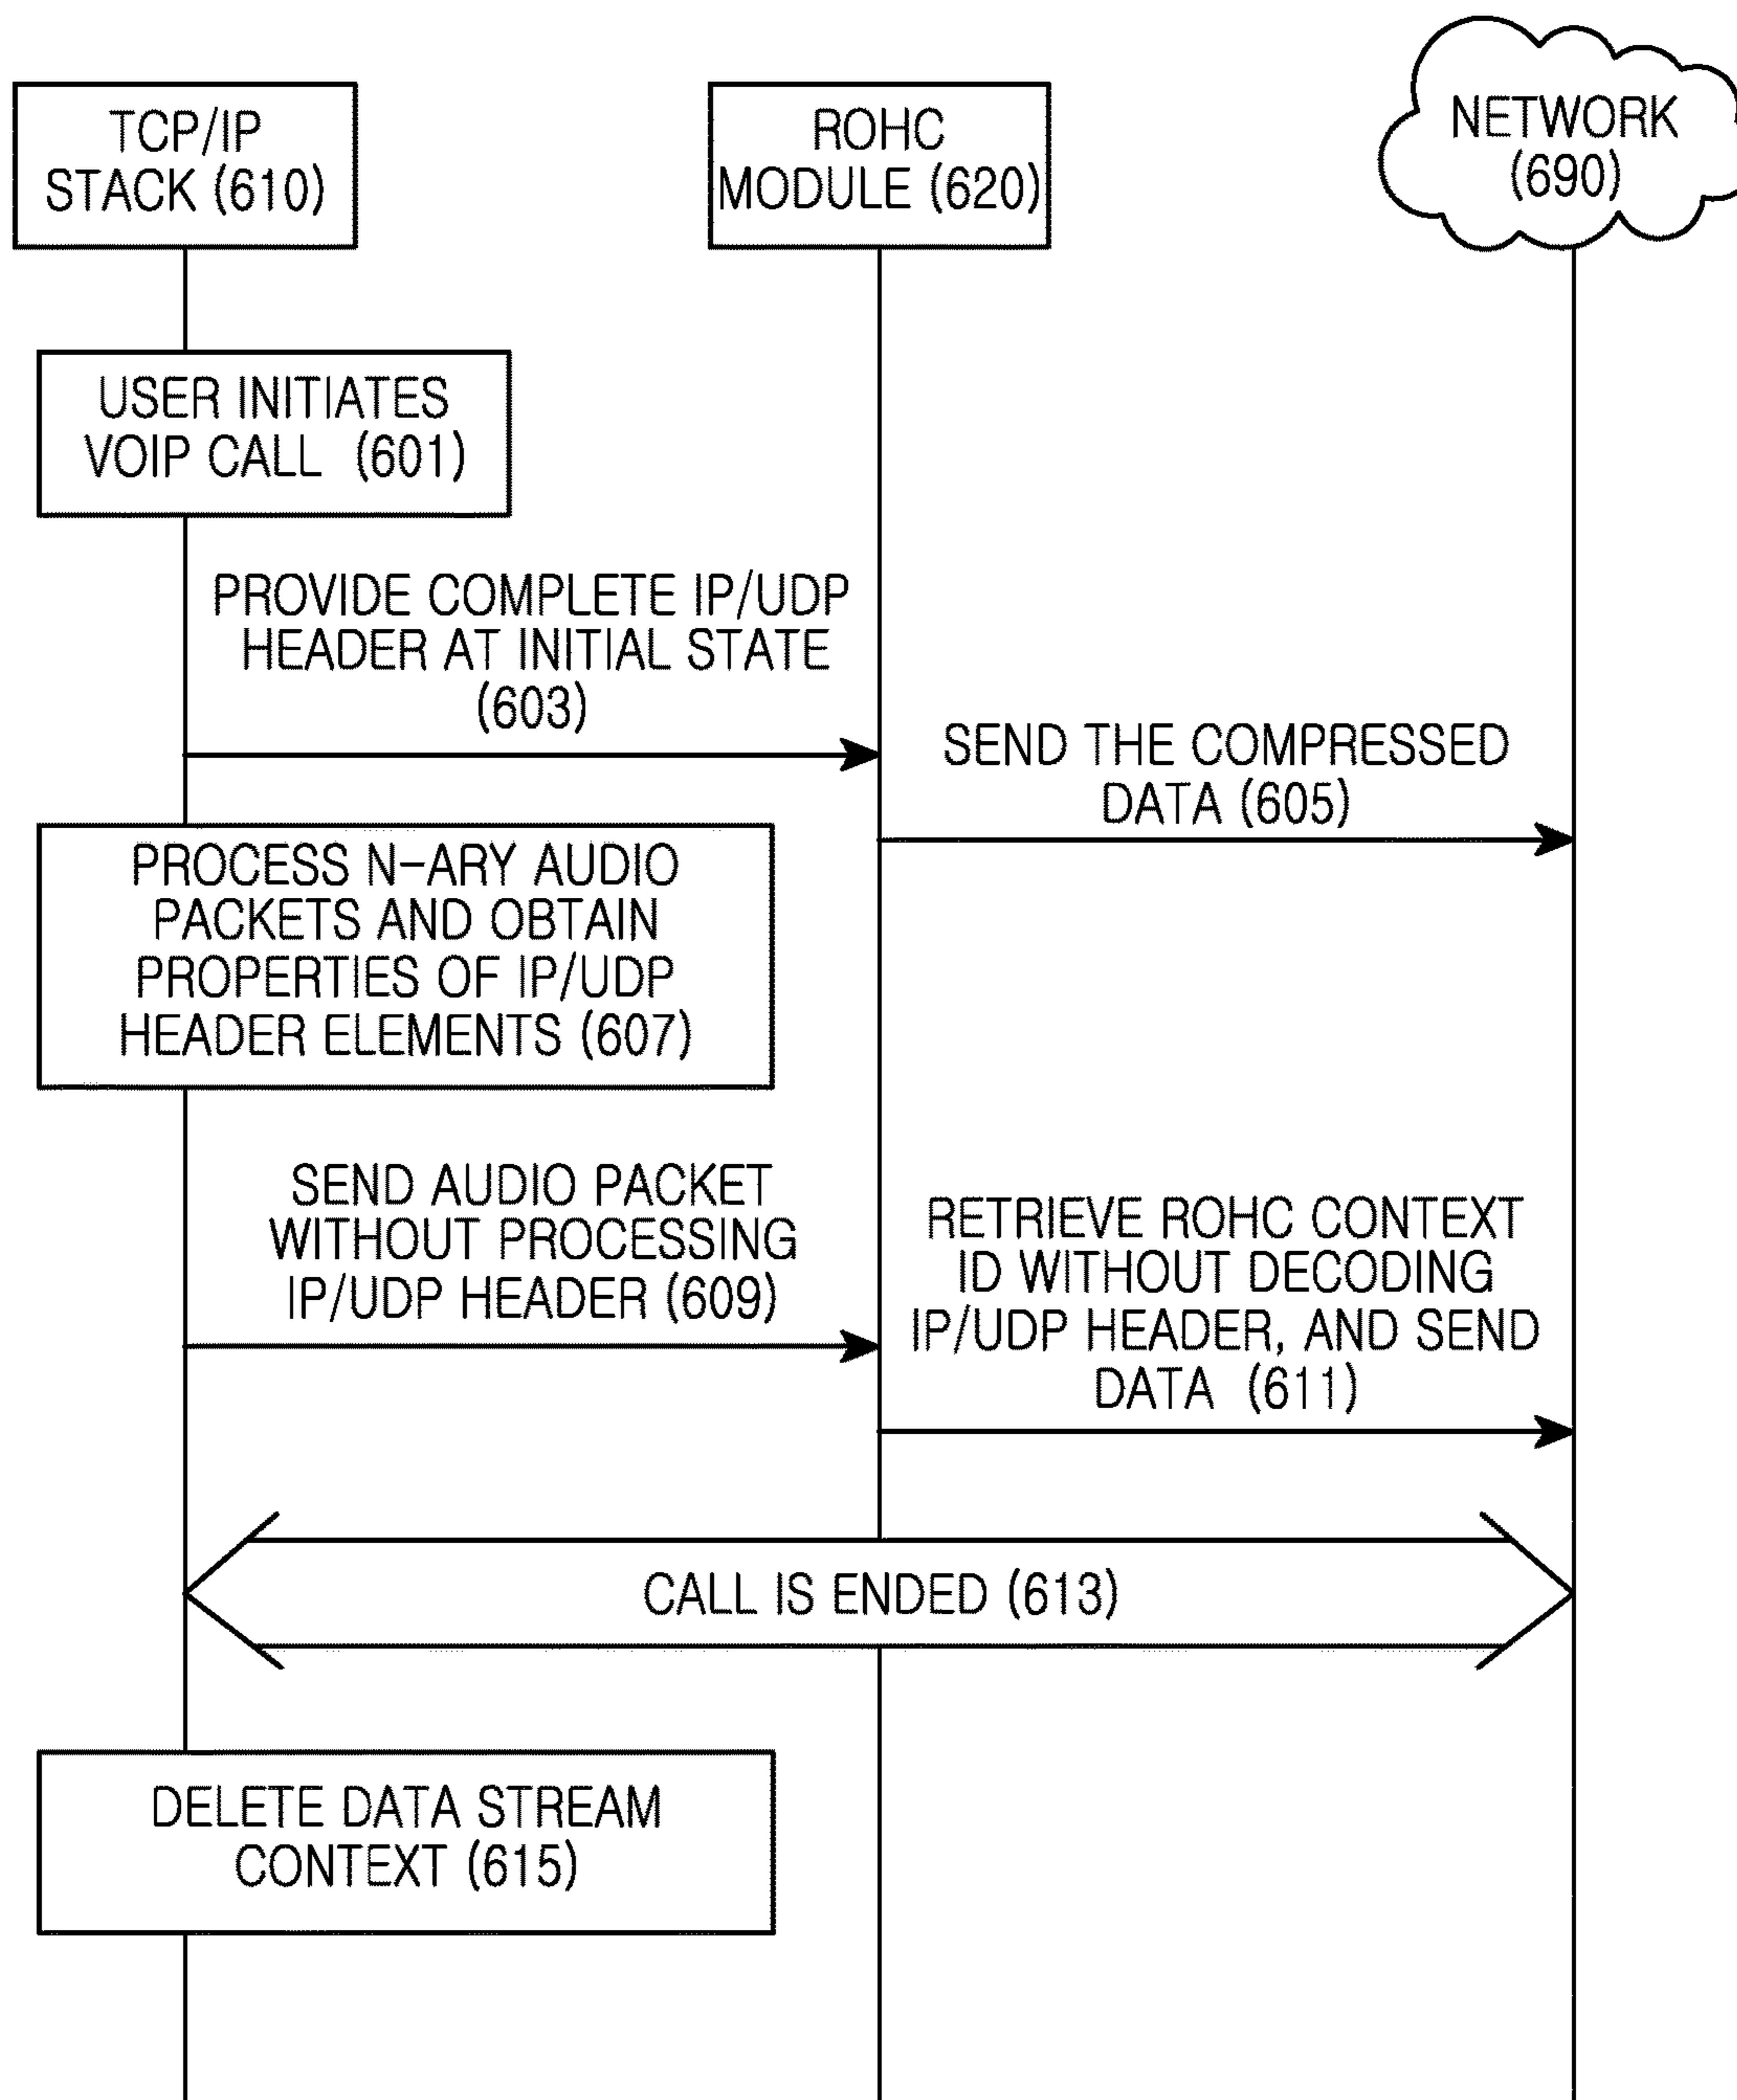 TCP/IP
STACK (610)
ROHC
MODULE (620)
NETWORK
(690)
USER INITIATES
VOIP CALL (601)
PROVIDE COMPLETE IP/UDP
HEADER AT INITIAL STATE
(603)
SEND THE COMPRESSED
DATA (605)
PROCESS N-ARY AUDIO
PACKETS AND OBTAIN
PROPERTIES OF IP/UDP
HEADER ELEMENTS (607)
SEND AUDIO PACKET
WITHOUT PROCESSING
IP/UDP HEADER (609)
RETRIEVE ROHC CONTEXT
ID WITHOUT DECODING
IP/UDP HEADER, AND SEND
DATA (611)
CALL IS ENDED (613)
DELETE DATA STREAM
CONTEXT (615)